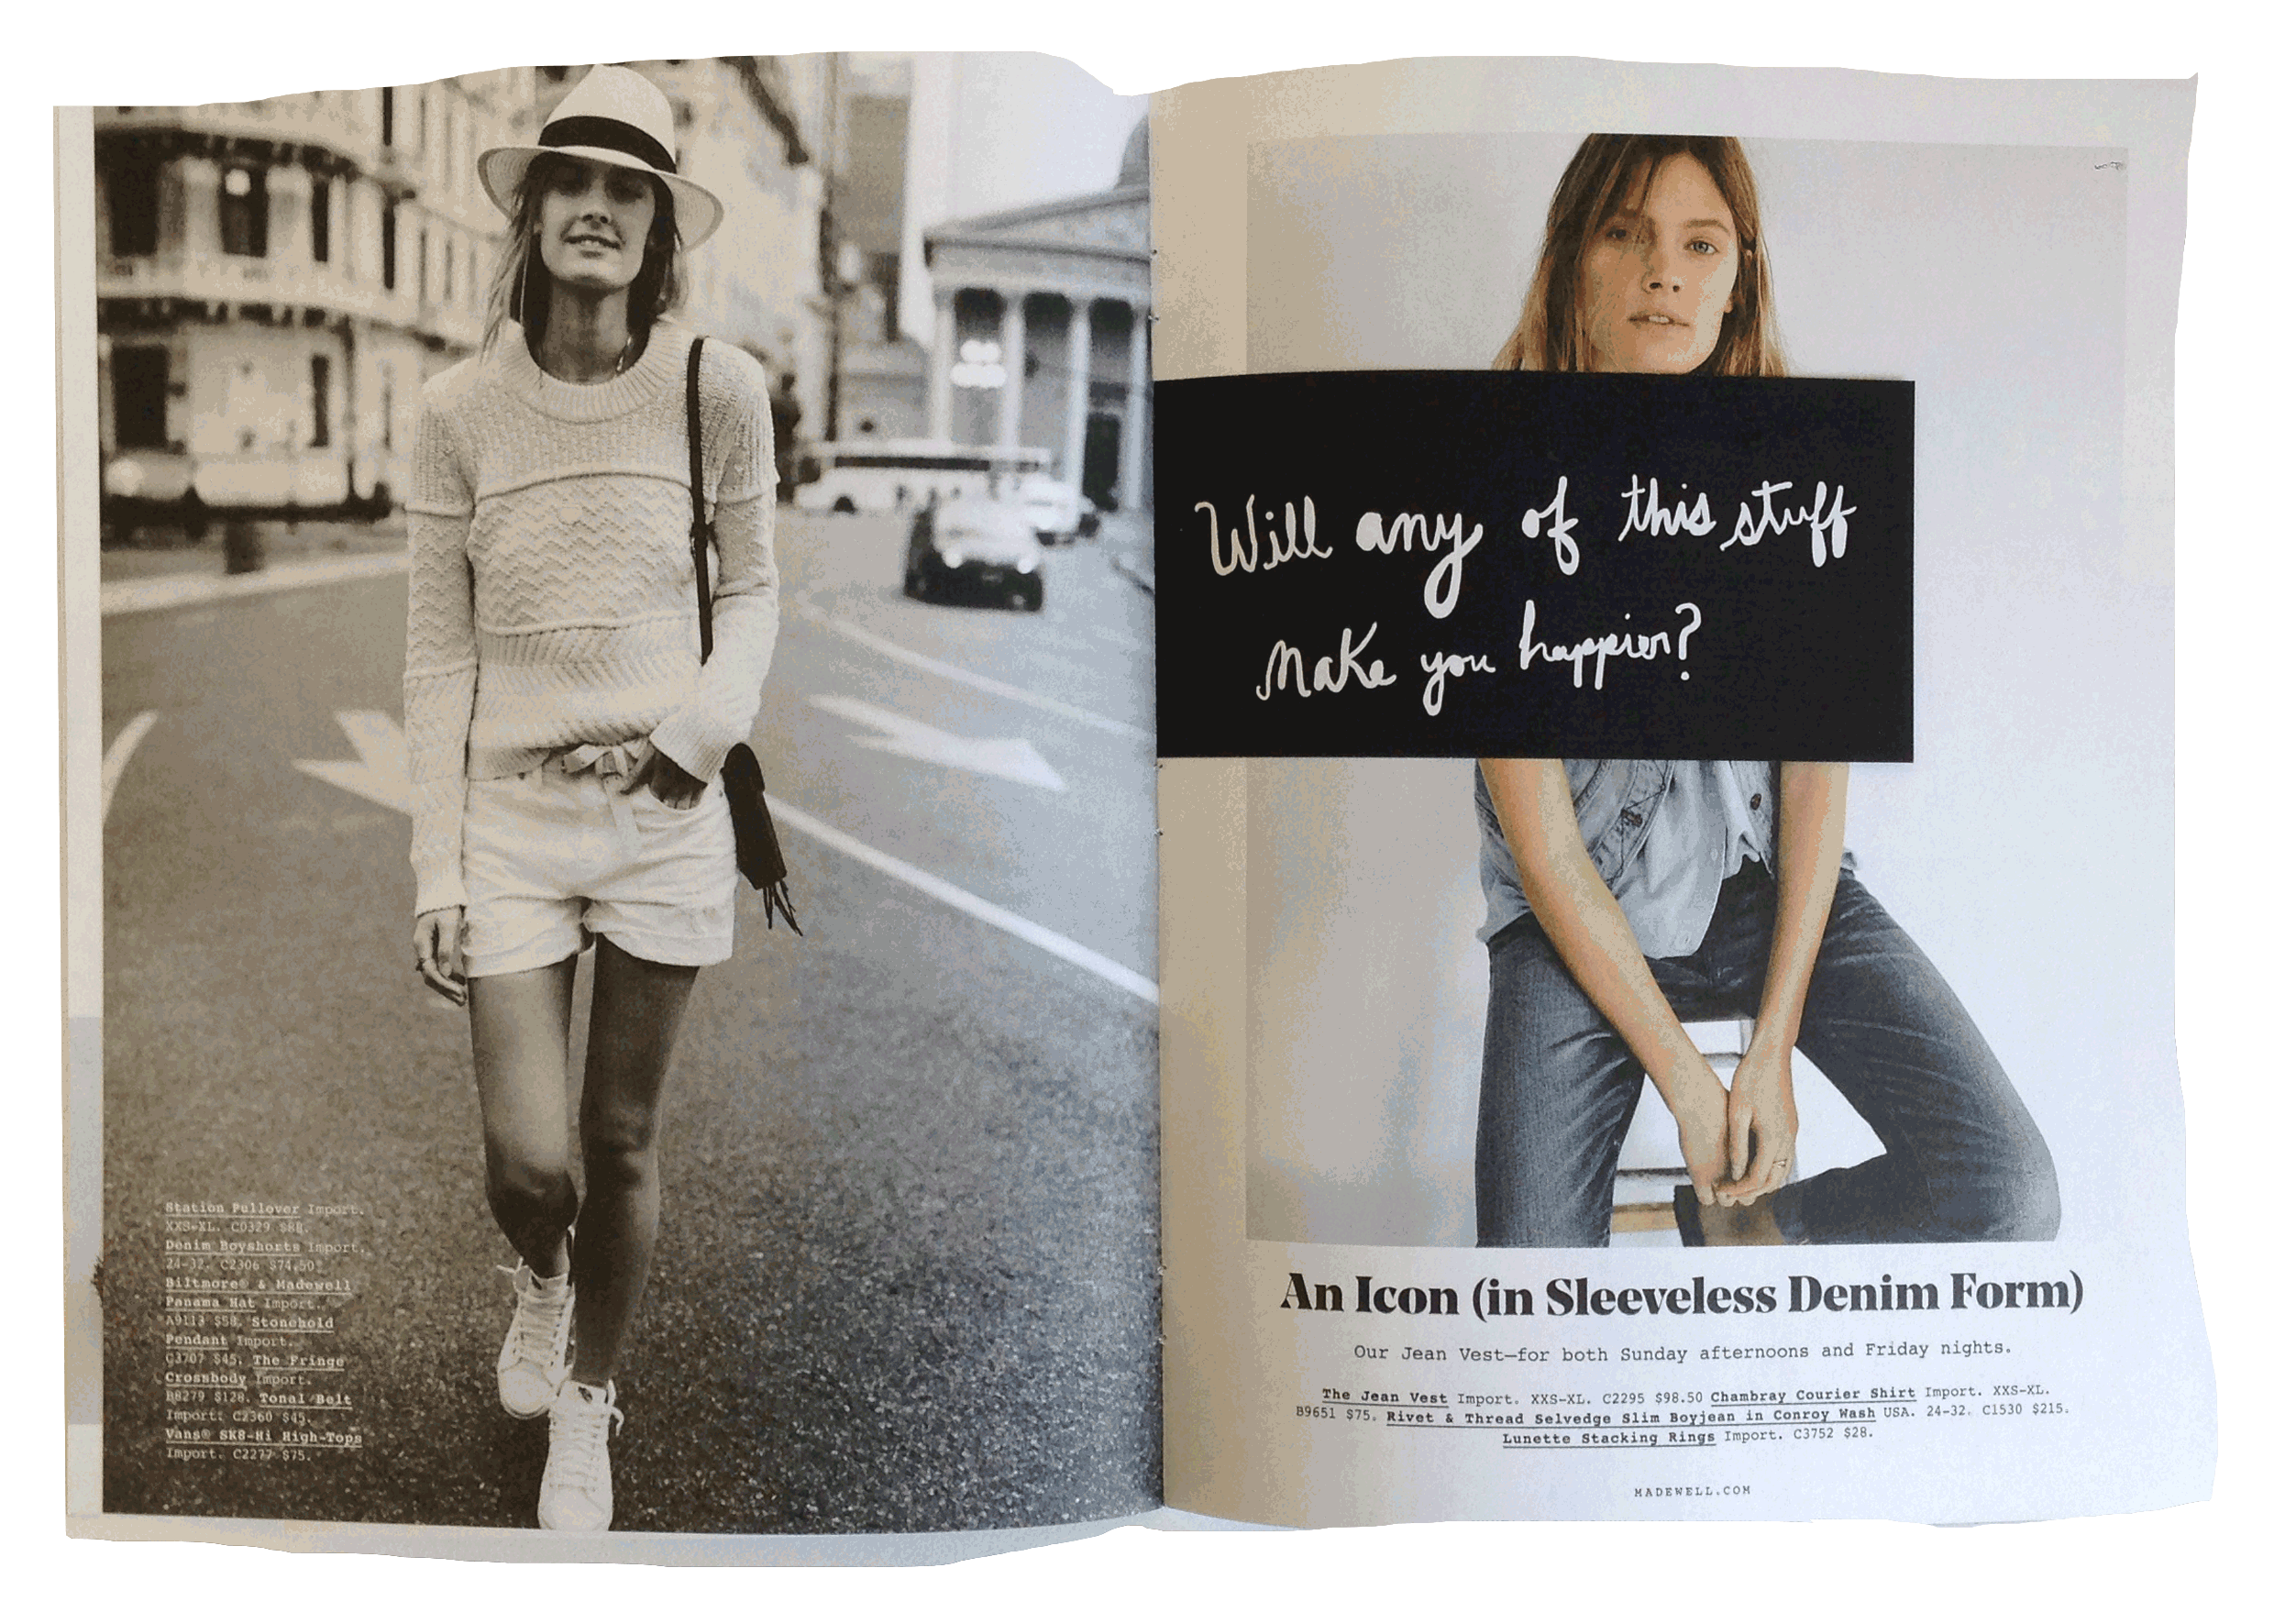 Station Pullover Import.
XXS-XL. C0329 $88.
Denim Boyshorts Import.
24-32. C2306 $74.50.
Biltmore® & Madewell
Panama Hat Import.
A9113 $58. Stonehold
Pendant Import.
C3707 $45. The Fringe
Crossbody Import.
B8279 $128. Tonal Belt
Import. C2360 $45.
Vans® SK8-Hi High-Tops
Import. C2277 $75.
Will any of this stuff
make you happier?
An Icon (in Sleeveless Denim Form)
Our Jean Vest—for both Sunday afternoons and Friday nights.
The Jean Vest Import. XXS-XL. C2295 $98.50 Chambray Courier Shirt Import. XXS-XL.
B9651 $75. Rivet & Thread Selvedge Slim Boyjean in Conroy Wash USA. 24-32. C1530 $215.
Lunette Stacking Rings Import. C3752 $28.
MADEWELL.COM